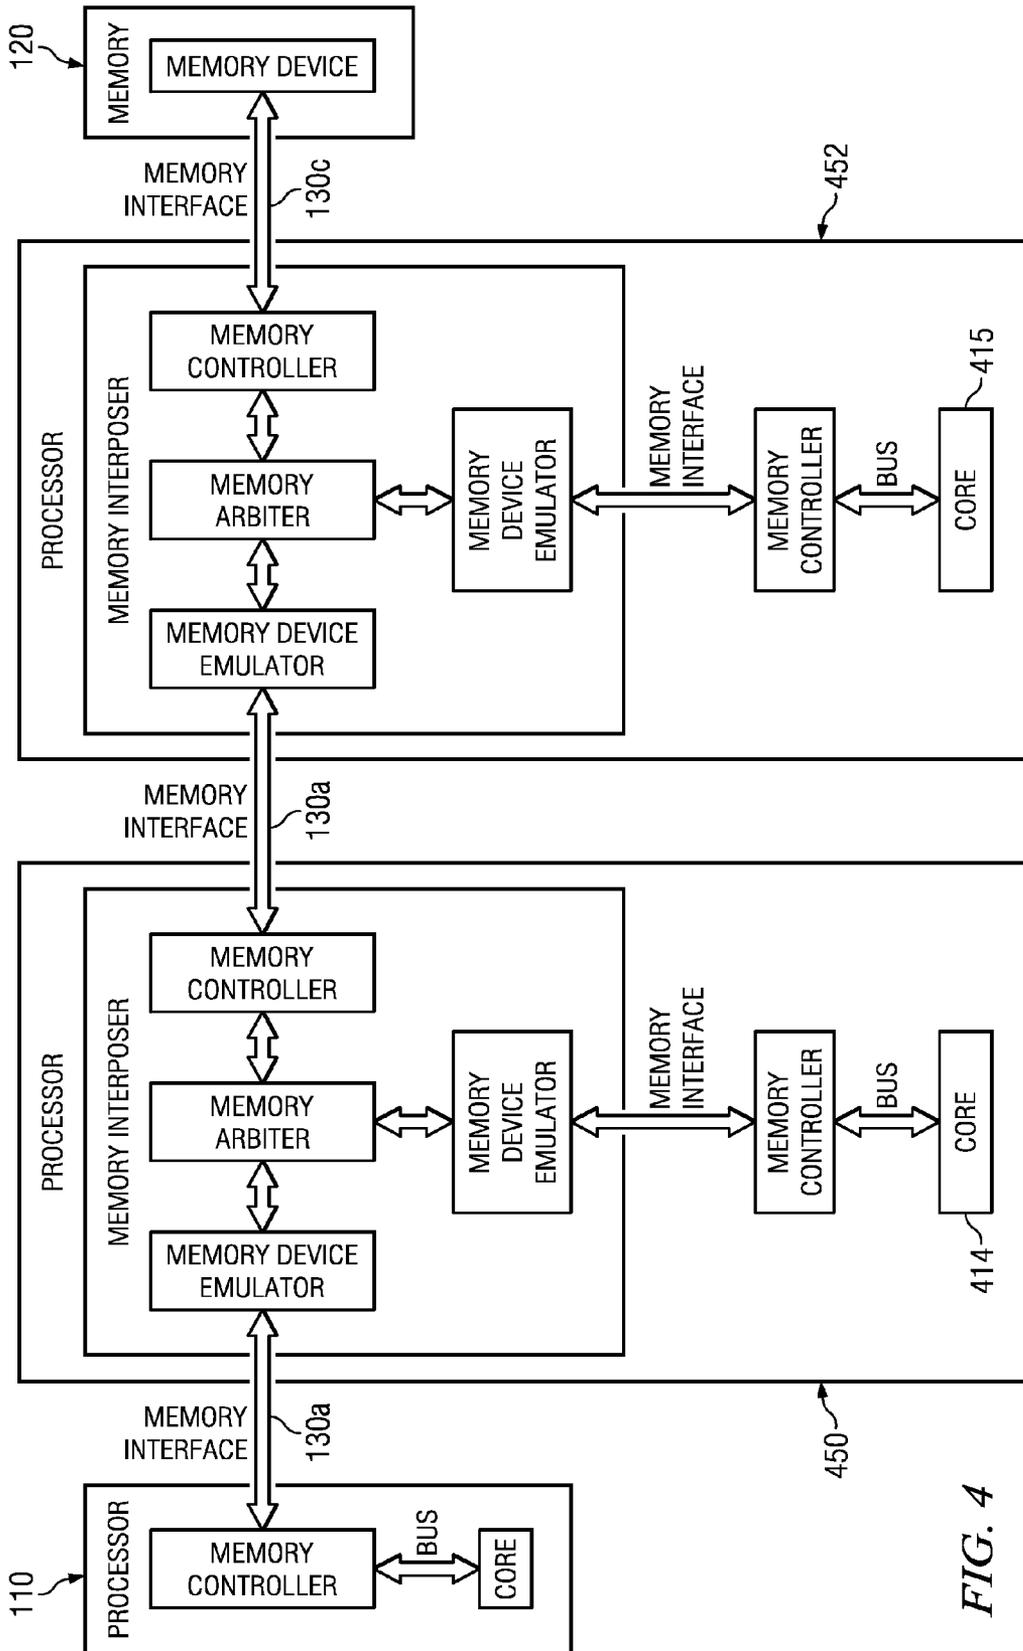 110
PROCESSOR
MEMORY
CONTROLLER
BUS
CORE
MEMORY
INTERFACE
130a
450
PROCESSOR
MEMORY INTERPOSER
MEMORY DEVICE
EMULATOR
MEMORY
ARBITER
MEMORY
CONTROLLER
MEMORY
DEVICE
EMULATOR
MEMORY
INTERFACE
MEMORY
CONTROLLER
BUS
CORE
414
MEMORY
INTERFACE
130a
PROCESSOR
MEMORY INTERPOSER
MEMORY DEVICE
EMULATOR
MEMORY
ARBITER
MEMORY
CONTROLLER
MEMORY
DEVICE
EMULATOR
MEMORY
INTERFACE
MEMORY
CONTROLLER
BUS
CORE
415
452
MEMORY
INTERFACE
130c
120
MEMORY
MEMORY DEVICE
FIG. 4